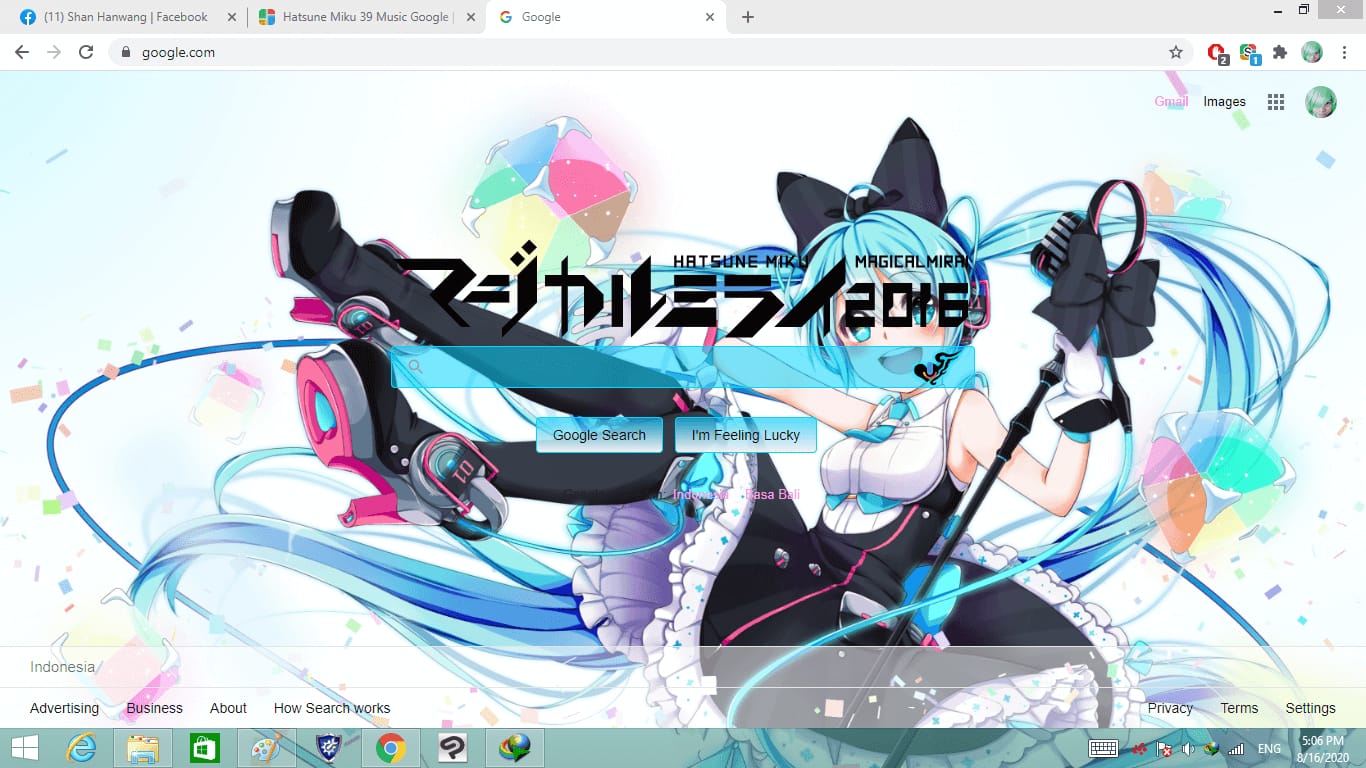 (11) Shan Hanwang | Facebook
Hatsune Miku 39 Music Google |
Google
google.com
2
1
Gmail
Images
HATSUNE MIKU MAGICALMIRAI
マジカルミライ2016
Google Search
I'm Feeling Lucky
Indonesia
Basa Bali
Indonesia
Advertising
Business
About
How Search works
Privacy
Terms
Settings
ENG
5:06 PM
8/16/2020